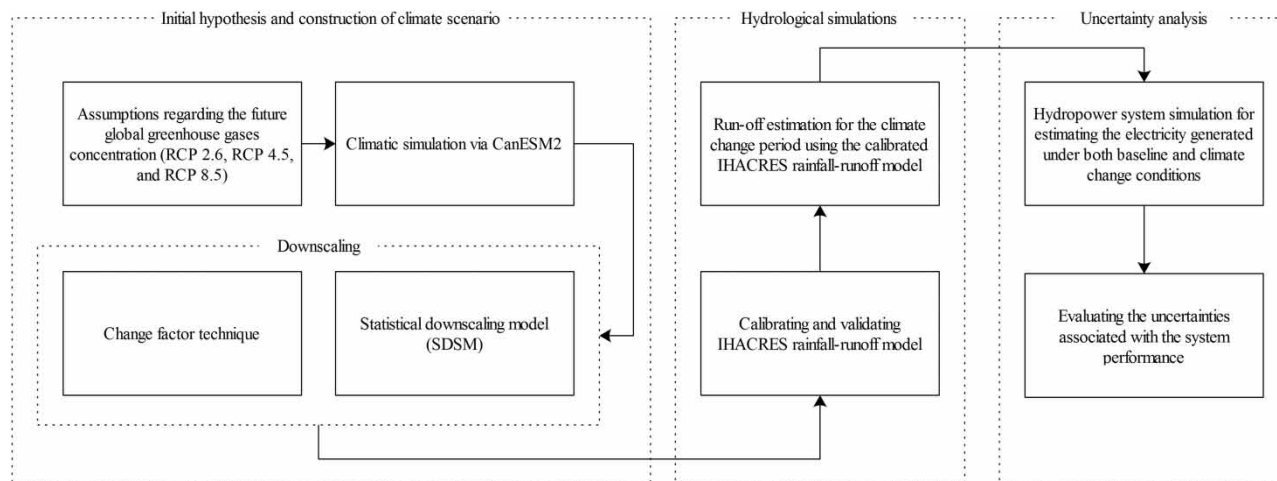 Initial hypothesis and construction of climate scenario
Assumptions regarding the future
global greenhouse gases
concentration (RCP 2.6, RCP 4.5,
and RCP 8.5)
Climatic simulation via CanESM2
Downscaling
Change factor technique
Statistical downscaling model
(SDSM)
Hydrological simulations
Run-off estimation for the climate
change period using the calibrated
IHACRES rainfall-runoff model
Calibrating and validating
IHACRES rainfall-runoff model
Uncertainty analysis
Hydropower system simulation for
estimating the electricity generated
under both baseline and climate
change conditions
Evaluating the uncertainties
associated with the system
performance